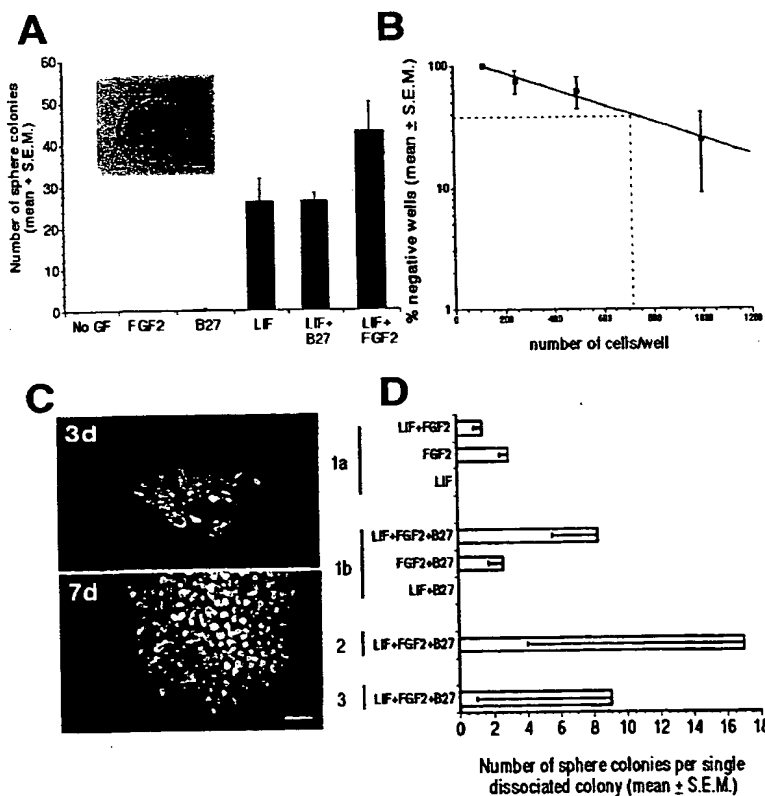 A
Number of sphere colonies
(mean + S.E.M.)
60
50
40
30
20
10
0
No GF
FGF2
B27
LIF
LIF+
B27
LIF+
FGF2
B
% negative wells (mean ± S.E.M.)
100
10
1
0
200
400
600
800
1000
1200
number of cells/well
C
3d
7d
D
1a
LIF+FGF2
FGF2
LIF
1b
LIF+FGF2+B27
FGF2+B27
LIF+B27
2
LIF+FGF2+B27
3
LIF+FGF2+B27
0 2 4 6 8 10 12 14 16 18
Number of sphere colonies per single
dissociated colony (mean ± S.E.M.)